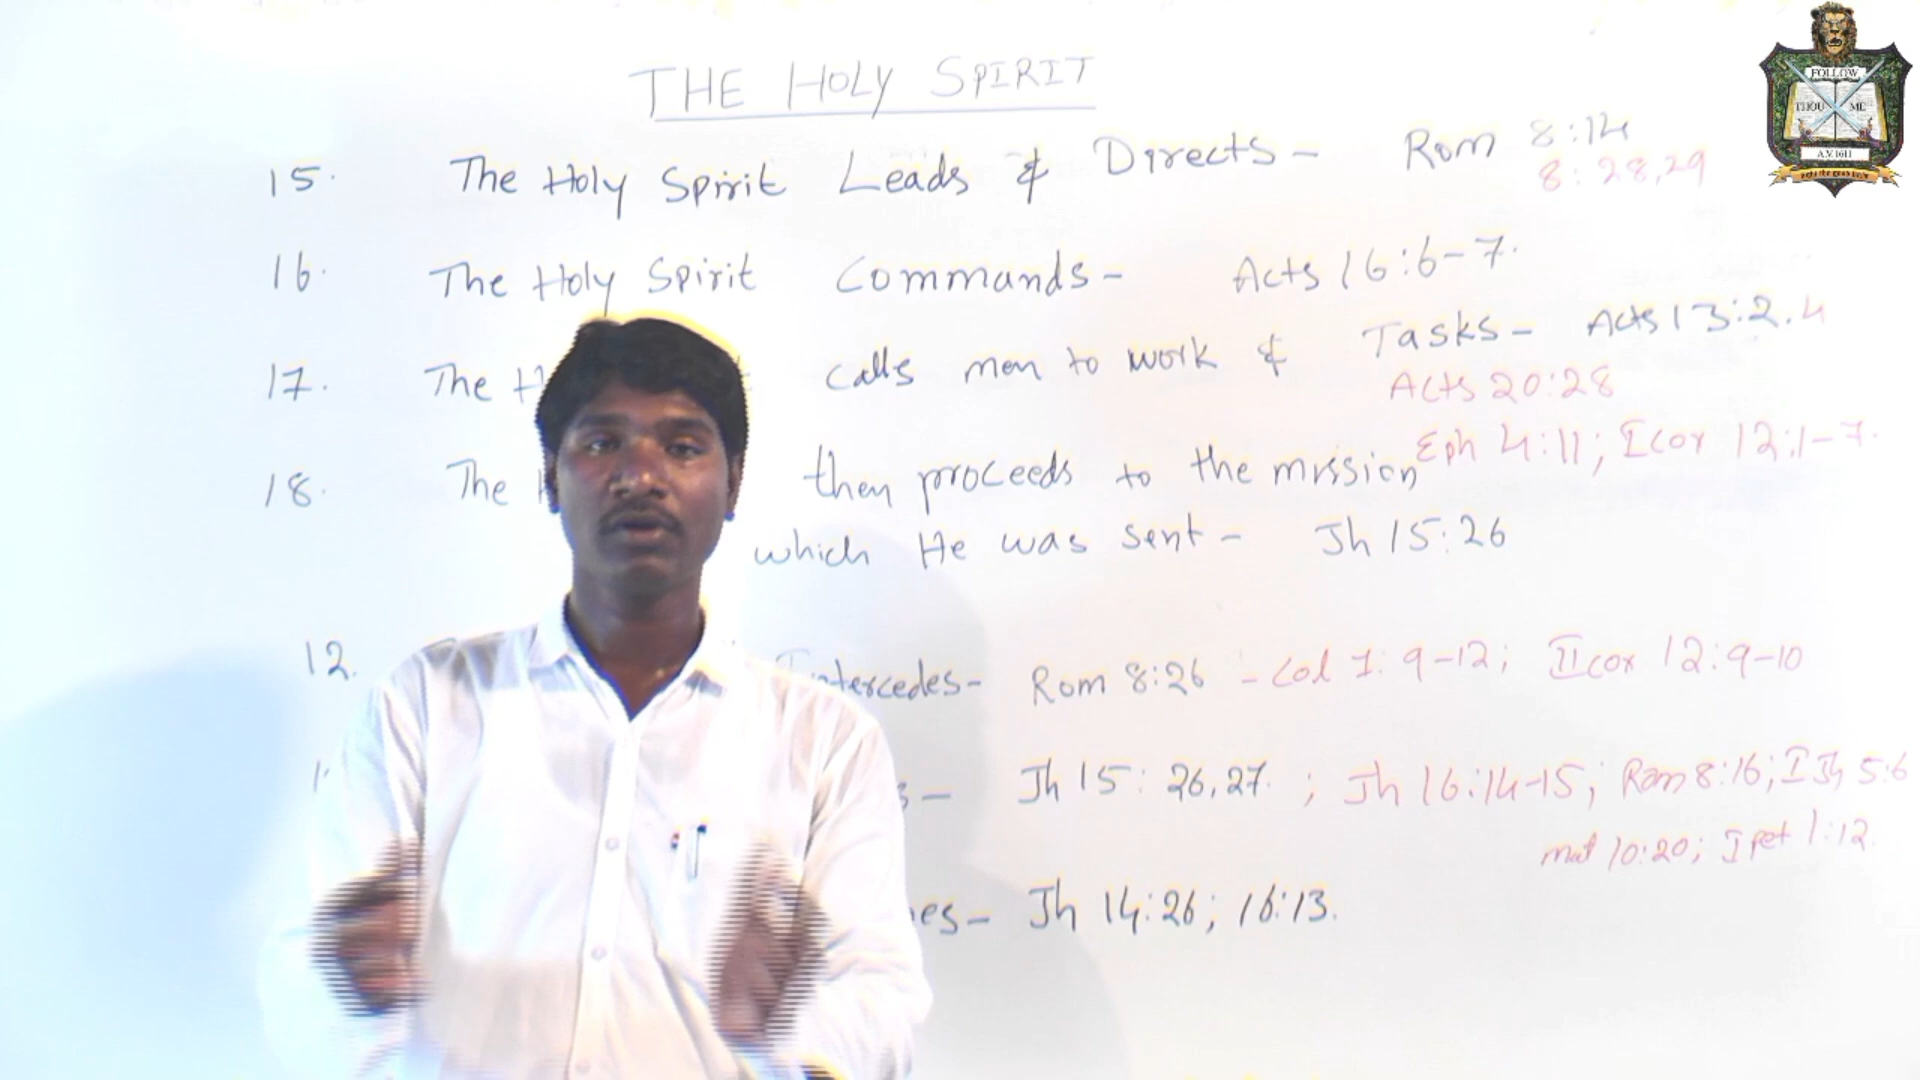 THE HOLY SPIRIT
15. The Holy Spirit Leads & Directs - Rom 8:14
8:28,29
16. The Holy Spirit Commands - Acts 16:6-7.
17. The calls men to work & Tasks - Acts 13:2.4
Acts 20:28
Eph 4:11; I Cor 12:1-7.
18. The then proceeds to the mission
which He was sent - Jh 15:26
12. Intercedes - Rom 8:26 - Col 1:9-12; II Cor 12:9-10
Jh 15:26,27. ; Jh 16:14-15; Rom 8:16; I Jh 5:6
mat 10:20; I pet 1:12.
Jh 14:26; 16:13.
FOLLOW
THOU ME
A.V. 1611